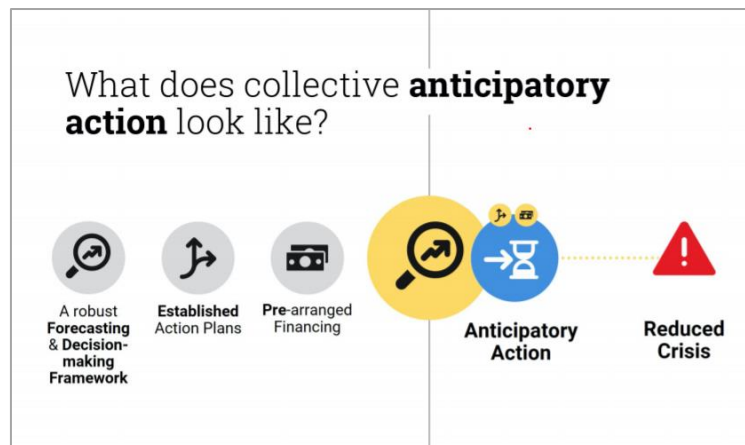 What does collective anticipatory
action look like?
A robust
Forecasting
& Decision-
making
Framework
Established
Action Plans
Pre-arranged
Financing
Anticipatory
Action
Reduced
Crisis